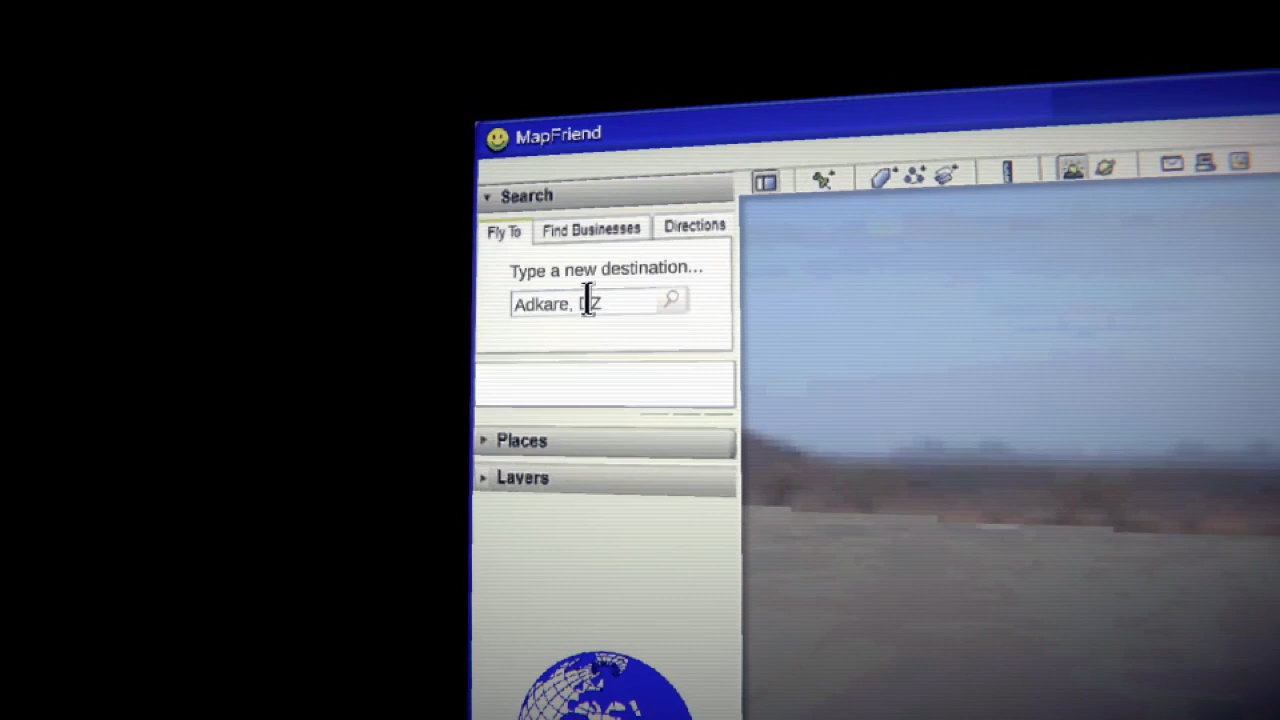 MapFriend
Search
Fly To
Find Businesses
Directions
Type a new destination...
Adkare,
Places
Layers